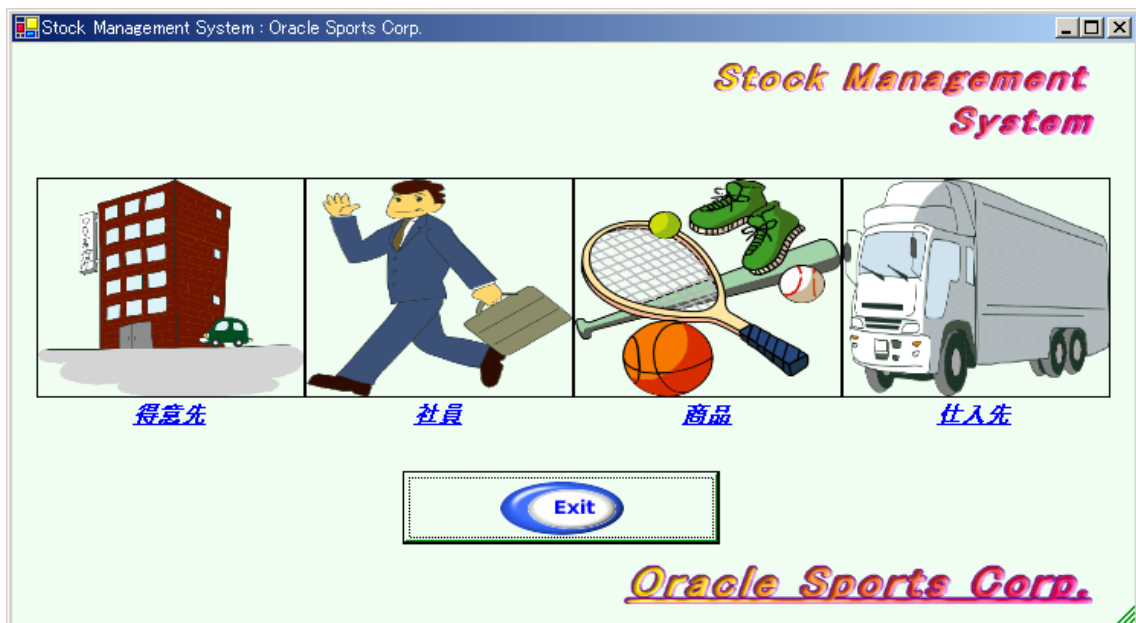 Stock Management System : Oracle Sports Corp.
Stock Management
System
得意先
社員
商品
仕入先
Exit
Oracle Sports Corp.